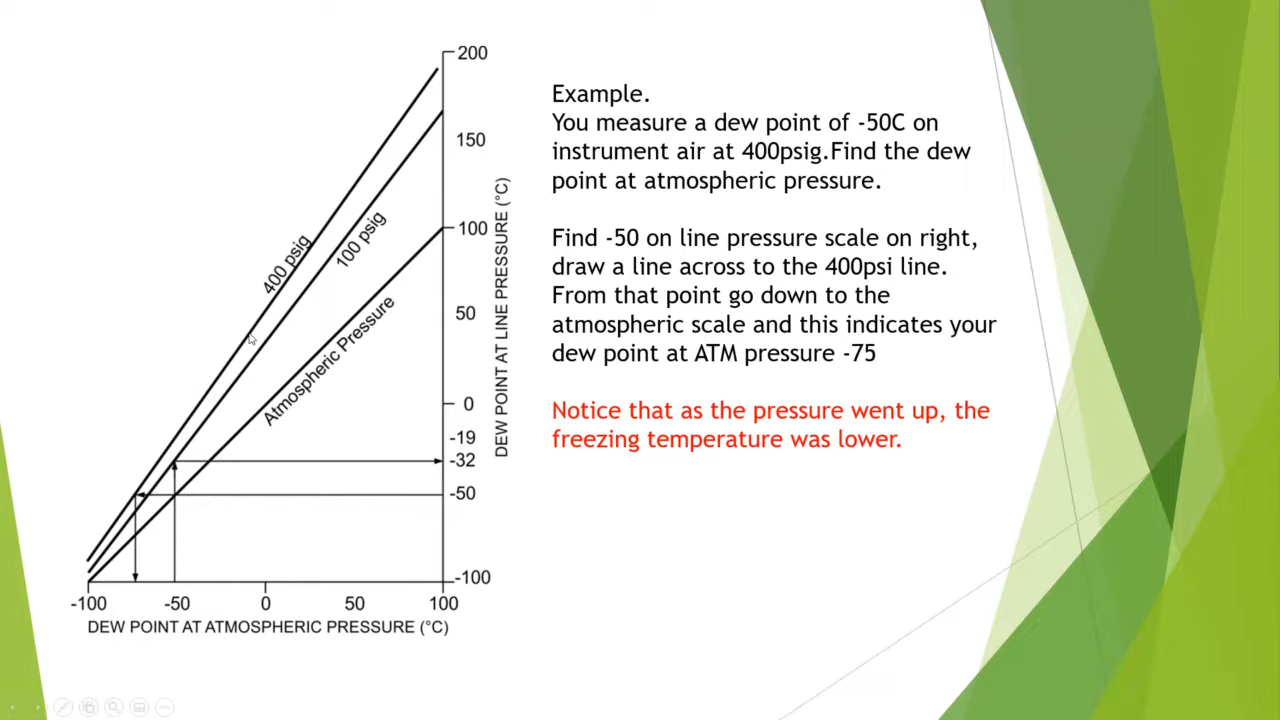 200
150
100
50
0
-19
-32
-50
-100
DEW POINT AT LINE PRESSURE (°C)
400 psig
100 psig
Atmospheric Pressure
-100 -50 0 50 100
DEW POINT AT ATMOSPHERIC PRESSURE (°C)
Example.
You measure a dew point of -50C on
instrument air at 400psig.Find the dew
point at atmospheric pressure.
Find -50 on line pressure scale on right,
draw a line across to the 400psi line.
From that point go down to the
atmospheric scale and this indicates your
dew point at ATM pressure -75
Notice that as the pressure went up, the
freezing temperature was lower.